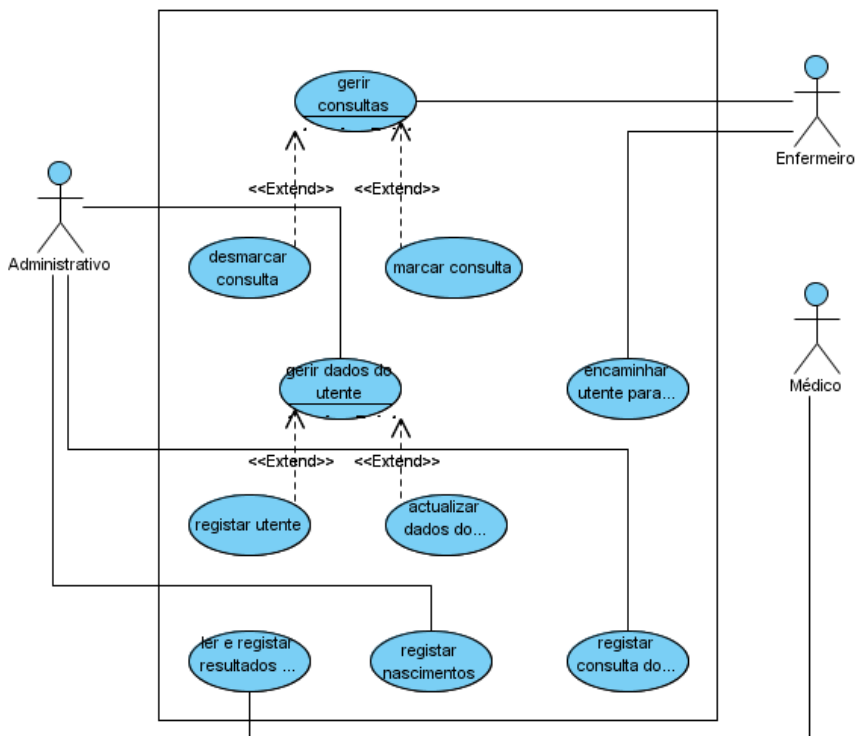 gerir
consultas
Enfermeiro
<<Extend>>
<<Extend>>
Administrativo
desmarcar
consulta
marcar consulta
gerir dados do
utente
encaminhar
utente para...
Médico
<<Extend>>
<<Extend>>
registar utente
actualizar
dados do...
ler e registar
resultados ...
registar
nascimentos
registar
consulta do...